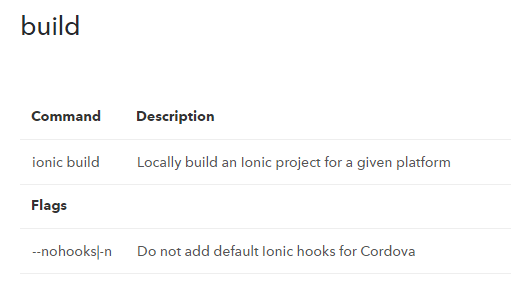 build
Command Description
ionic build Locally build an Ionic project for a given platform
Flags
--nohooks|-n Do not add default Ionic hooks for Cordova